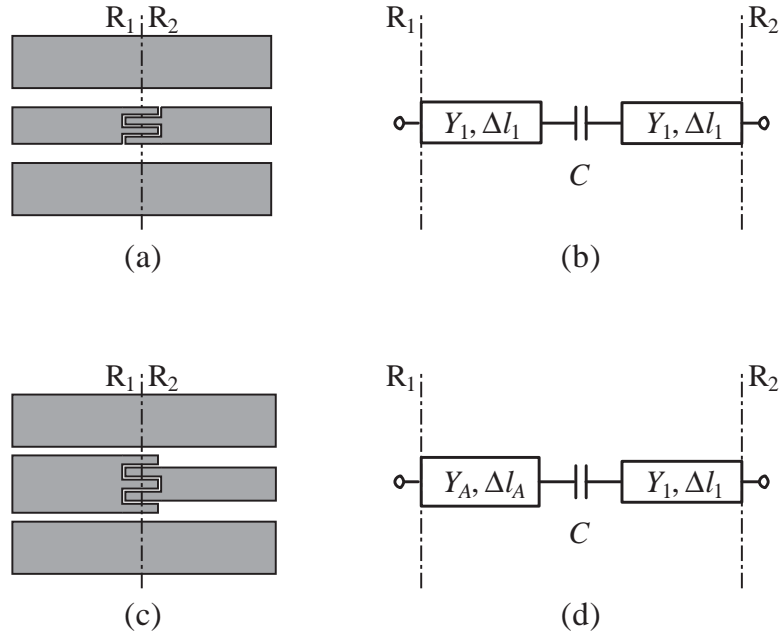 R1 R2
R1
R2
Y1, Δl1
Y1, Δl1
C
(a)
(b)
R1 R2
R1
R2
YA, ΔlA
Y1, Δl1
C
(c)
(d)